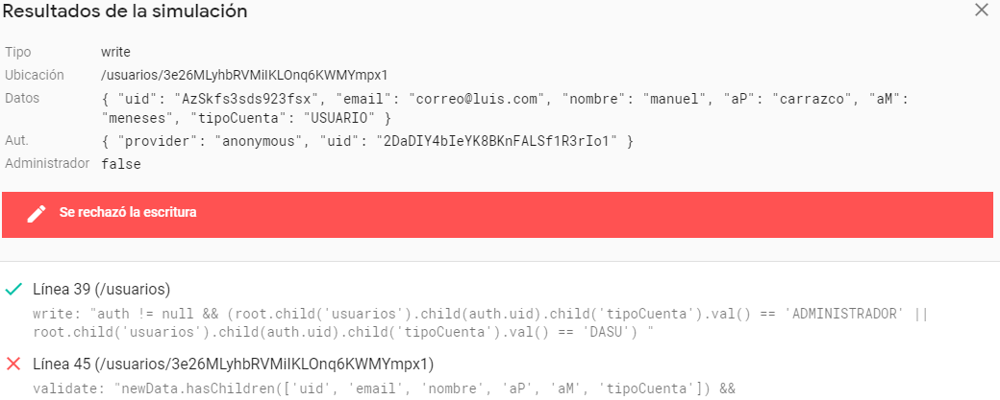 Resultados de la simulación
Tipo write
Ubicación /usuarios/3e26MLyhbRVMiIKLOnq6KWMYmpx1
Datos { "uid": "AzSkfs3sds923fsx", "email": "correo@luis.com", "nombre": "manuel", "aP": "carrazco", "aM":
"meneses", "tipoCuenta": "USUARIO" }
Aut. { "provider": "anonymous", "uid": "2DaDIY4bIeYK8BKnFALSf1R3rIo1" }
Administrador false
Se rechazó la escritura
Línea 39 (/usuarios)
write: "auth != null && (root.child('usuarios').child(auth.uid).child('tipoCuenta').val() == 'ADMINISTRADOR' ||
root.child('usuarios').child(auth.uid).child('tipoCuenta').val() == 'DASU') "
Línea 45 (/usuarios/3e26MLyhbRVMiIKLOnq6KWMYmpx1)
validate: "newData.hasChildren(['uid', 'email', 'nombre', 'aP', 'aM', 'tipoCuenta']) &&